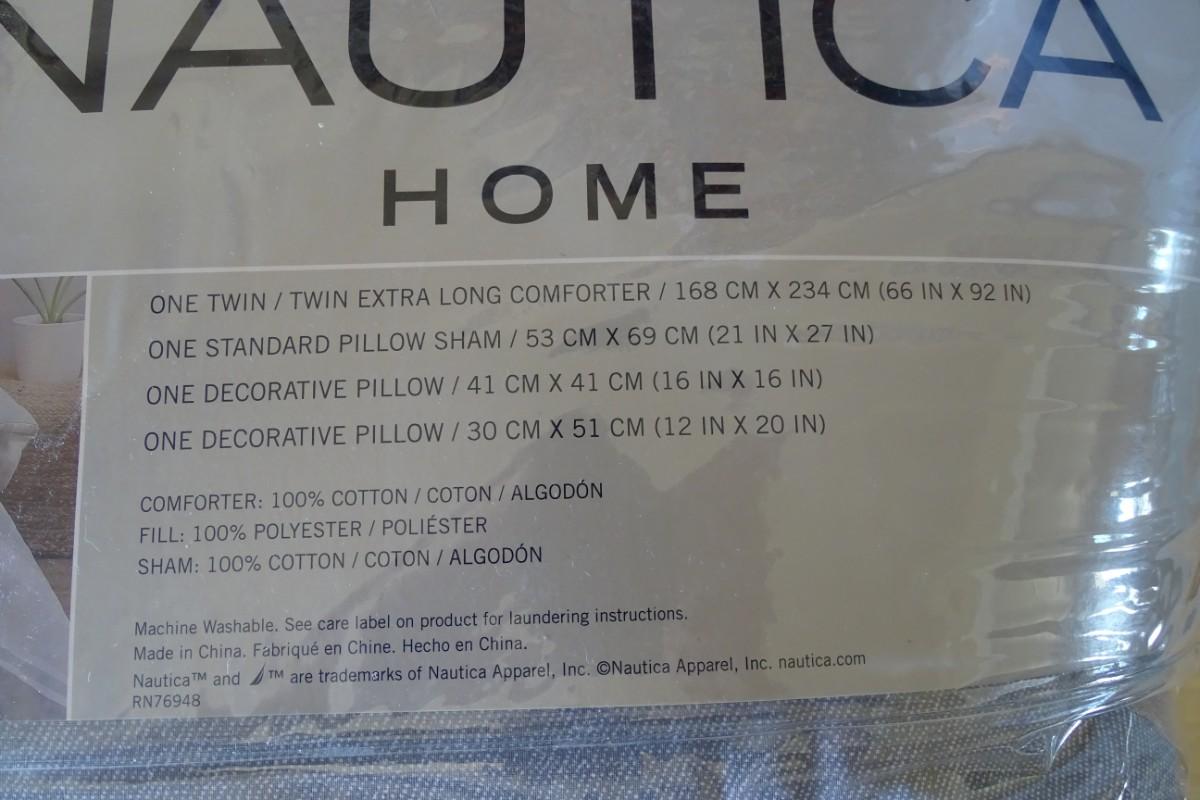 NAUTICA
HOME
ONE TWIN / TWIN EXTRA LONG COMFORTER / 168 CM X 234 CM (66 IN X 92 IN)
ONE STANDARD PILLOW SHAM / 53 CM X 69 CM (21 IN X 27 IN)
ONE DECORATIVE PILLOW / 41 CM X 41 CM (16 IN X 16 IN)
ONE DECORATIVE PILLOW / 30 CM X 51 CM (12 IN X 20 IN)
COMFORTER: 100% COTTON / COTON / ALGODÓN
FILL: 100% POLYESTER / POLIÉSTER
SHAM: 100% COTTON / COTON / ALGODÓN
Machine Washable. See care label on product for laundering instructions.
Made in China. Fabriqué en Chine. Hecho en China.
Nautica™ and ™ are trademarks of Nautica Apparel, Inc. ©Nautica Apparel, Inc. nautica.com
RN76948